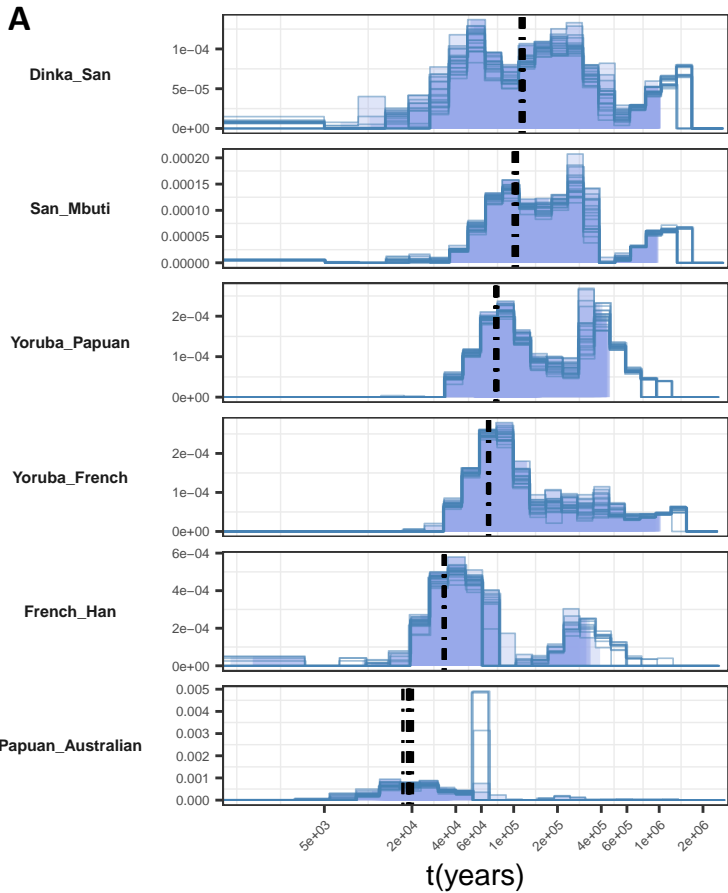 A
Dinka_San
1e−04
5e−05
0e+00
San_Mbuti
0.00020
0.00015
0.00010
0.00005
0.00000
Yoruba_Papuan
2e−04
1e−04
0e+00
Yoruba_French
2e−04
1e−04
0e+00
French_Han
6e−04
4e−04
2e−04
0e+00
Papuan_Australian
0.005
0.004
0.003
0.002
0.001
0.000
5e+03 2e+04 4e+04 6e+04 1e+05 2e+05 4e+05 6e+05 1e+06 2e+06
t(years)